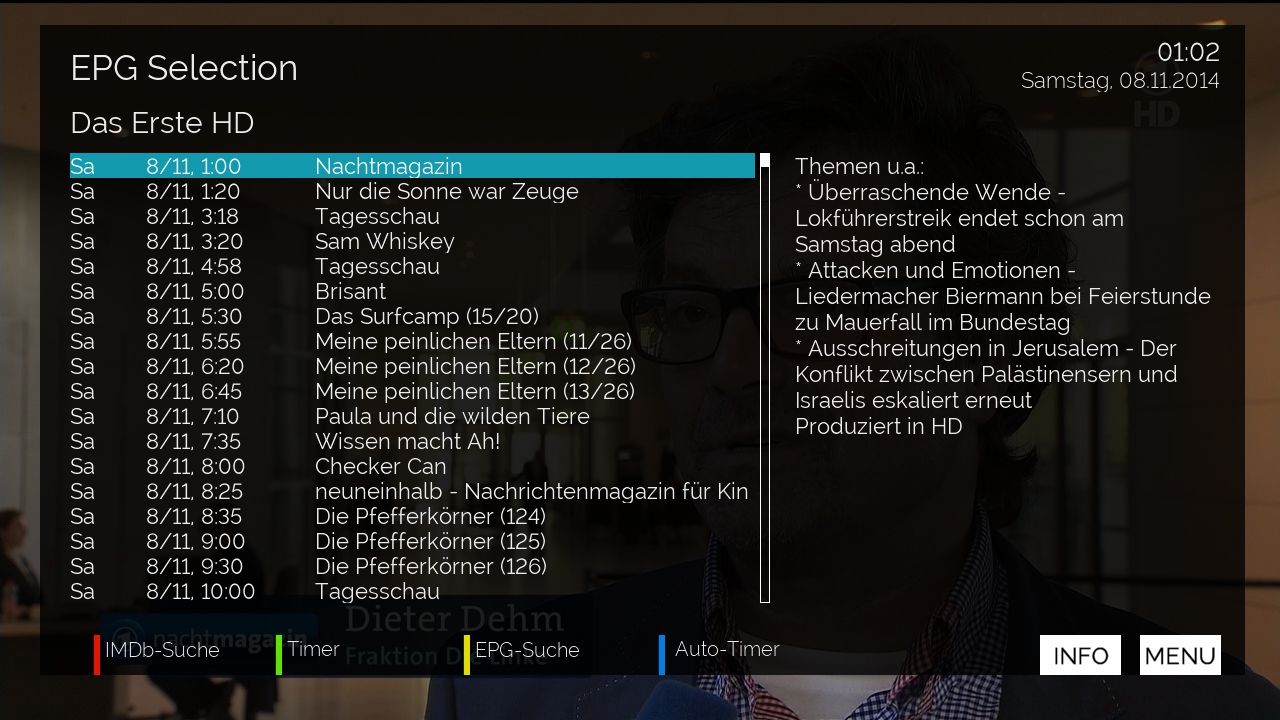 EPG Selection
01:02
Samstag, 08.11.2014
HD
Das Erste HD
Sa 8/11, 1:00 Nachtmagazin
Sa 8/11, 1:20 Nur die Sonne war Zeuge
Sa 8/11, 3:18 Tagesschau
Sa 8/11, 3:20 Sam Whiskey
Sa 8/11, 4:58 Tagesschau
Sa 8/11, 5:00 Brisant
Sa 8/11, 5:30 Das Surfcamp (15/20)
Sa 8/11, 5:55 Meine peinlichen Eltern (11/26)
Sa 8/11, 6:20 Meine peinlichen Eltern (12/26)
Sa 8/11, 6:45 Meine peinlichen Eltern (13/26)
Sa 8/11, 7:10 Paula und die wilden Tiere
Sa 8/11, 7:35 Wissen macht Ah!
Sa 8/11, 8:00 Checker Can
Sa 8/11, 8:25 neuneinhalb - Nachrichtenmagazin für Kin
Sa 8/11, 8:35 Die Pfefferkörner (124)
Sa 8/11, 9:00 Die Pfefferkörner (125)
Sa 8/11, 9:30 Die Pfefferkörner (126)
Sa 8/11, 10:00 Tagesschau
Themen u.a.:
* Überraschende Wende -
Lokführerstreik endet schon am
Samstag abend
* Attacken und Emotionen -
Liedermacher Biermann bei Feierstunde
zu Mauerfall im Bundestag
* Ausschreitungen in Jerusalem - Der
Konflikt zwischen Palästinensern und
Israelis eskaliert erneut
Produziert in HD
nachtmagazin
Dieter Dehm
Fraktion Die Linke
IMDb-Suche
Timer
EPG-Suche
Auto-Timer
INFO
MENU